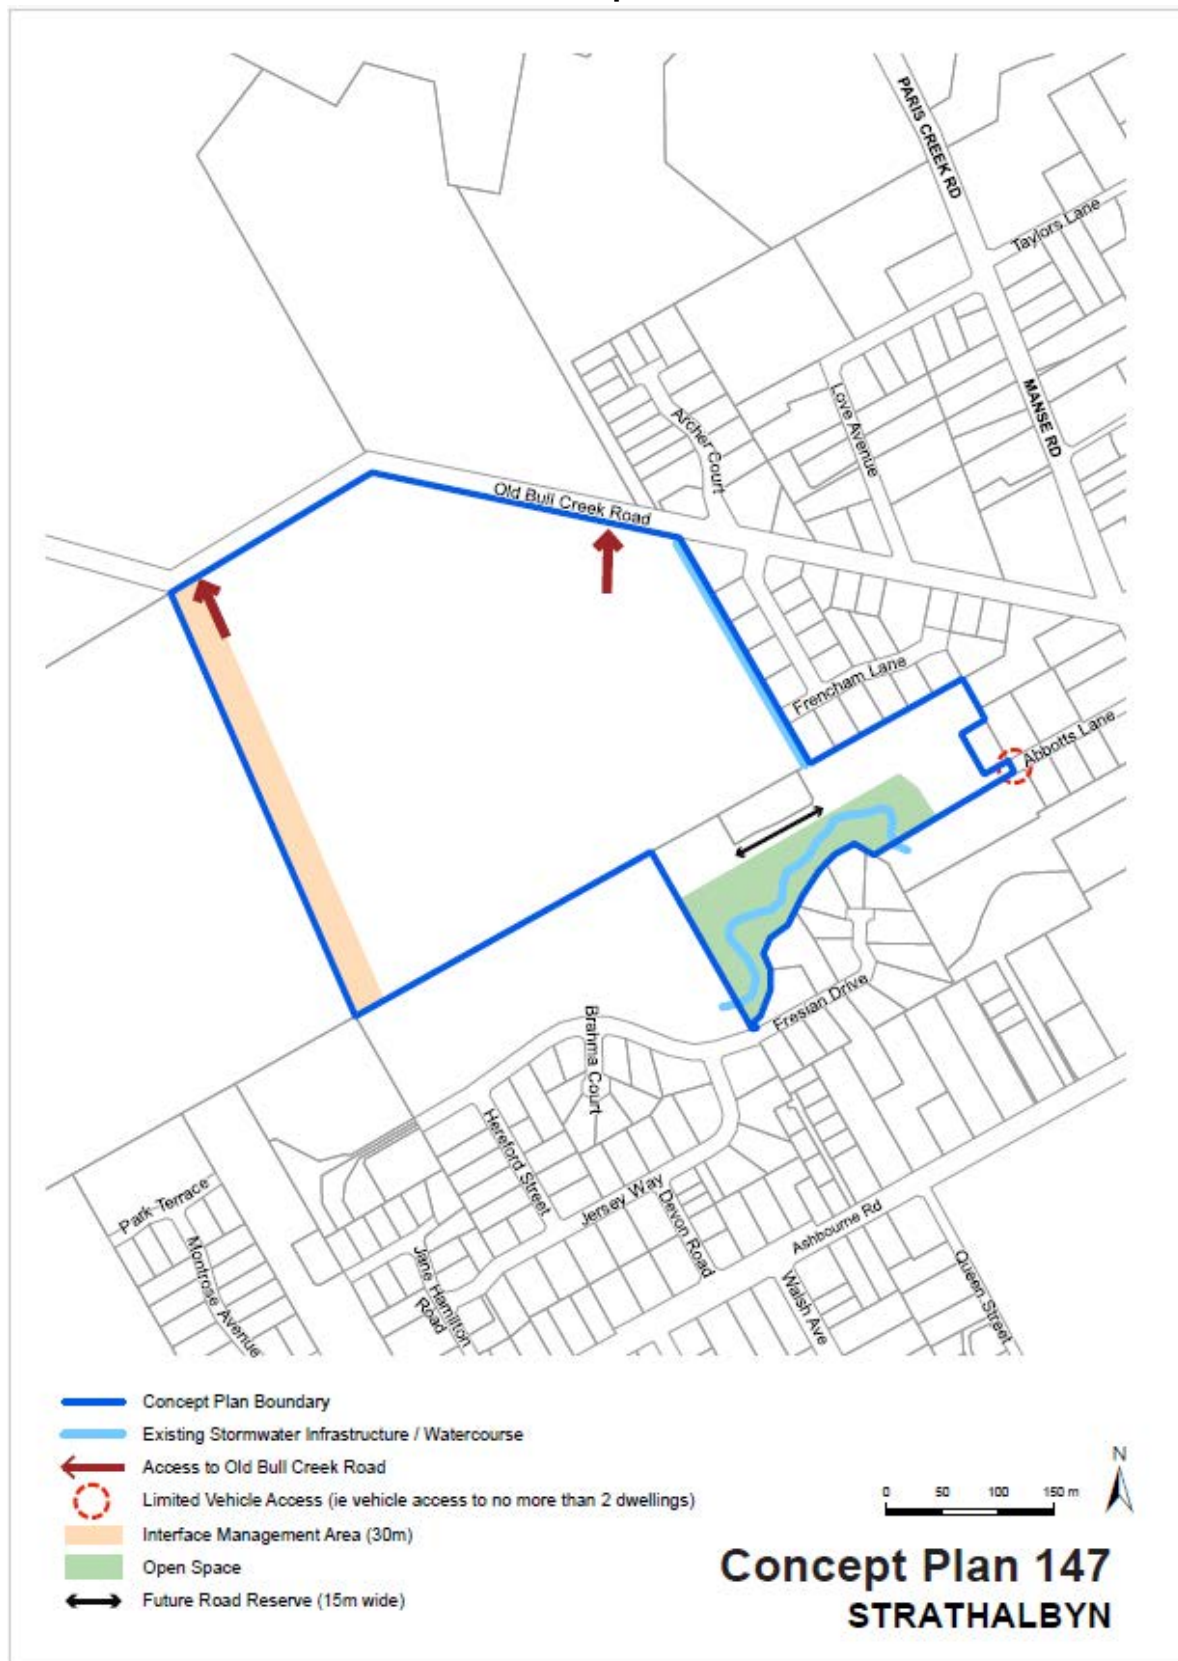 PARIS CREEK RD
Taylors Lane
MANSE RD
Love Avenue
Archer Court
Old Bull Creek Road
Frencham Lane
Abbotts Lane
Fresian Drive
Brahma Court
Hereford Street
Jersey Way
Devon Road
Ashbourne Rd
Park Terrace
Montrose Avenue
Jane Hamilton
Road
Walsh Ave
Queen Street
Concept Plan Boundary
Existing Stormwater Infrastructure / Watercourse
Access to Old Bull Creek Road
Limited Vehicle Access (ie vehicle access to no more than 2 dwellings)
Interface Management Area (30m)
Open Space
Future Road Reserve (15m wide)
N
0 50 100 150 m
Concept Plan 147
STRATHALBYN